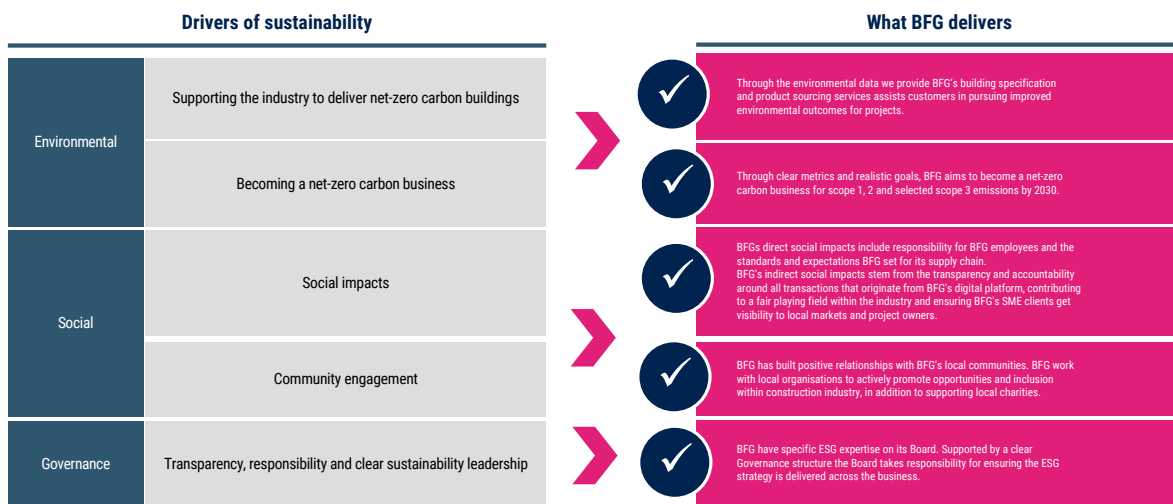 Drivers of sustainability
What BFG delivers
Environmental
Supporting the industry to deliver net-zero carbon buildings
Through the environmental data we provide BFG's building specification
and product sourcing services assists customers in pursuing improved
environmental outcomes for projects.
Becoming a net-zero carbon business
Through clear metrics and realistic goals, BFG aims to become a net-zero
carbon business for scope 1, 2 and selected scope 3 emissions by 2030.
Social
Social impacts
BFGs direct social impacts include responsibility for BFG employees and the
standards and expectations BFG set for its supply chain.
BFG's indirect social impacts stem from the transparency and accountability
around all transactions that originate from BFG's digital platform, contributing
to a fair playing field within the industry and ensuring BFG's SME clients get
visibility to local markets and project owners.
Community engagement
BFG has built positive relationships with BFG's local communities. BFG work
with local organisations to actively promote opportunities and inclusion
within construction industry, in addition to supporting local charities.
Governance
Transparency, responsibility and clear sustainability leadership
BFG have specific ESG expertise on its Board. Supported by a clear
Governance structure the Board takes responsibility for ensuring the ESG
strategy is delivered across the business.